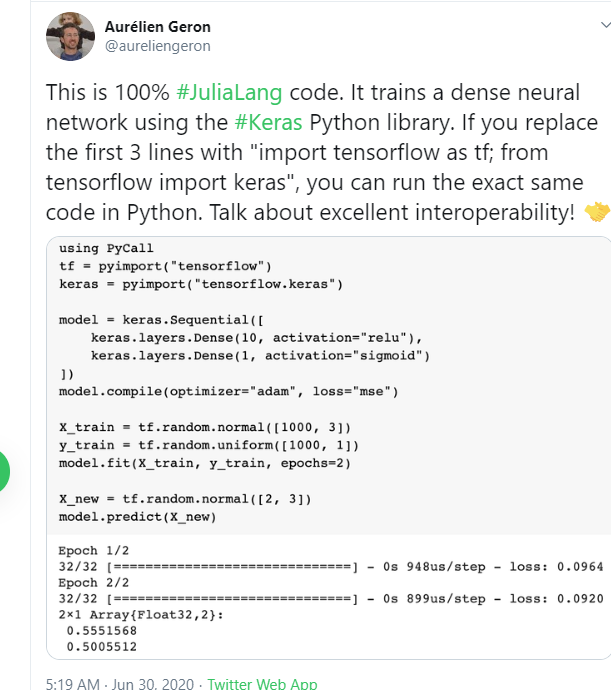 Aurélien Geron
@aureliengeron
This is 100% #JuliaLang code. It trains a dense neural
network using the #Keras Python library. If you replace
the first 3 lines with "import tensorflow as tf; from
tensorflow import keras", you can run the exact same
code in Python. Talk about excellent interoperability! 🤝
using PyCall
tf = pyimport("tensorflow")
keras = pyimport("tensorflow.keras")
model = keras.Sequential([
    keras.layers.Dense(10, activation="relu"),
    keras.layers.Dense(1, activation="sigmoid")
])
model.compile(optimizer="adam", loss="mse")
X_train = tf.random.normal([1000, 3])
y_train = tf.random.uniform([1000, 1])
model.fit(X_train, y_train, epochs=2)
X_new = tf.random.normal([2, 3])
model.predict(X_new)
Epoch 1/2
32/32 [==============================] - 0s 948us/step - loss: 0.0964
Epoch 2/2
32/32 [==============================] - 0s 899us/step - loss: 0.0920
2×1 Array{Float32,2}:
 0.5551568
 0.5005512
5:19 AM · Jun 30, 2020 · Twitter Web App